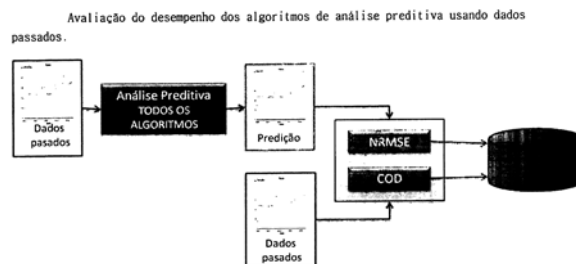 Avaliação do desempenho dos algoritmos de análise preditiva usando dados
passados.
Dados
pasados
Análise Preditiva
TODOS OS
ALGORITMOS
Predição
NRMSE
COD
Dados
pasados